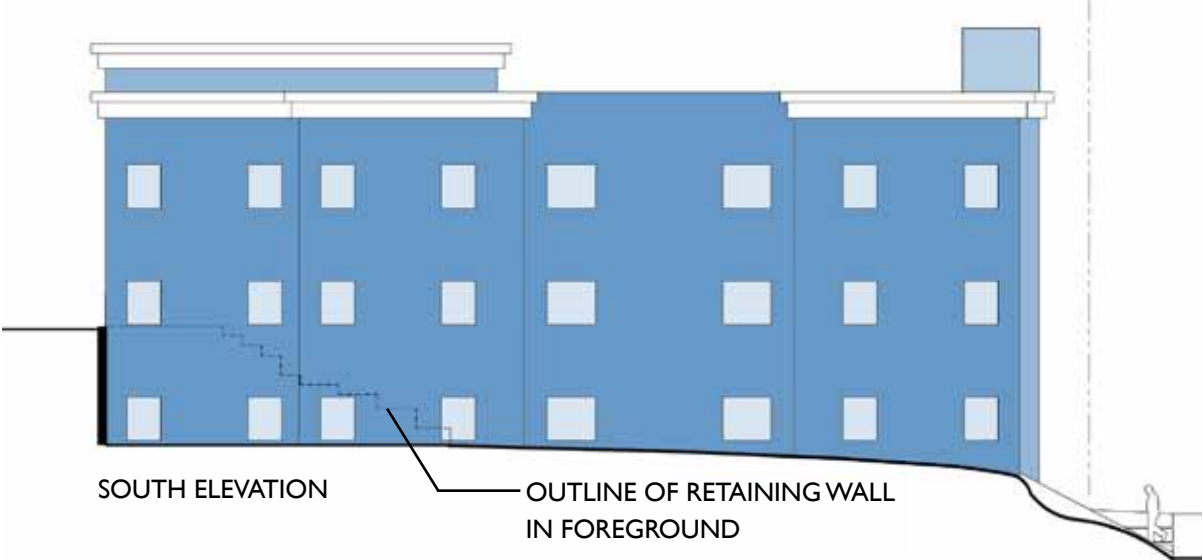 SOUTH ELEVATION
OUTLINE OF RETAINING WALL
IN FOREGROUND